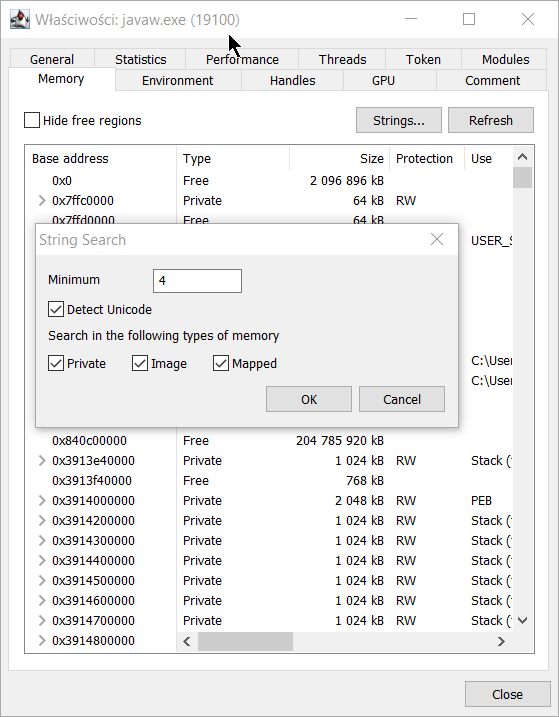 Właściwości: javaw.exe (19100)
General Statistics Performance Threads Token Modules
Memory Environment Handles GPU Comment
Hide free regions Strings... Refresh
Base address Type Size Protection Use
0x0 Free 2 096 896 kB
0x7ffc0000 Private 64 kB RW
0x7ffd0000 Free 64 kB
USER_S
String Search
Minimum 4
Detect Unicode
Search in the following types of memory
Private Image Mapped
C:\User
C:\User
OK Cancel
0x840c00000 Free 204 785 920 kB
0x3913e40000 Private 1 024 kB RW Stack (
0x3913f40000 Free 768 kB
0x3914000000 Private 2 048 kB RW PEB
0x3914200000 Private 1 024 kB RW Stack (
0x3914300000 Private 1 024 kB RW Stack (
0x3914400000 Private 1 024 kB RW Stack (
0x3914500000 Private 1 024 kB RW Stack (
0x3914600000 Private 1 024 kB RW Stack (
0x3914700000 Private 1 024 kB RW Stack (
0x3914800000
Close